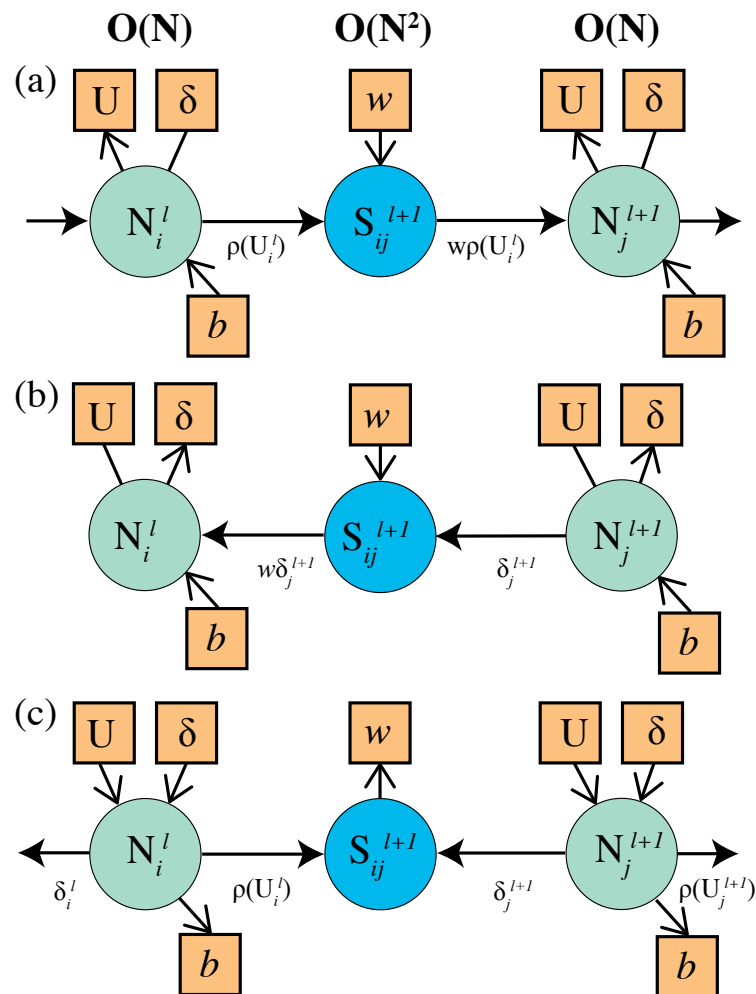 O(N) O(N²) O(N)
(a)
U δ w U δ
N_i^l S_ij^{l+1} N_j^{l+1}
ρ(U_i^l) wρ(U_i^l)
b b
(b)
U δ w U δ
N_i^l S_ij^{l+1} N_j^{l+1}
wδ_j^{l+1} δ_j^{l+1}
b b
(c)
U δ w U δ
N_i^l S_ij^{l+1} N_j^{l+1}
δ_i^l ρ(U_i^l) δ_j^{l+1} ρ(U_j^{l+1})
b b